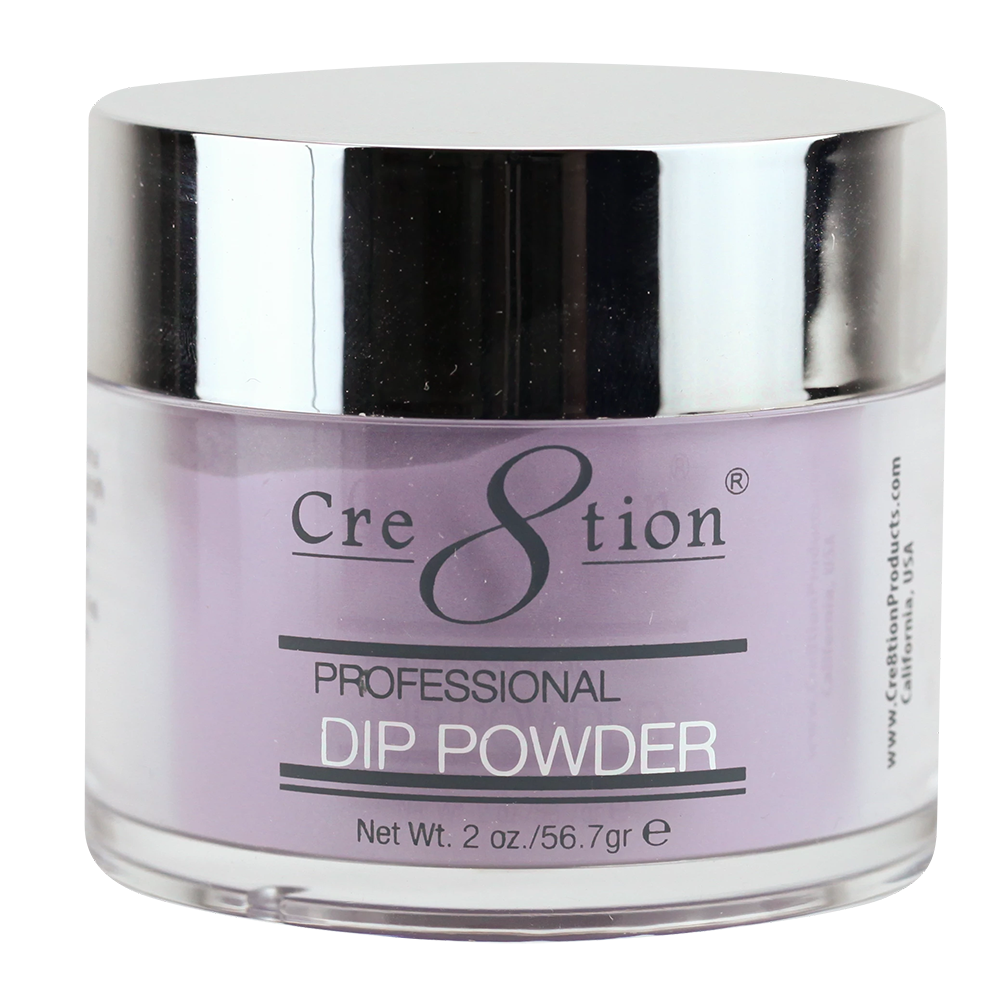 Cre8tion®
PROFESSIONAL
DIP POWDER
Net Wt. 2 oz./56.7gr ℮
www.Cre8tionProducts.com
California, USA